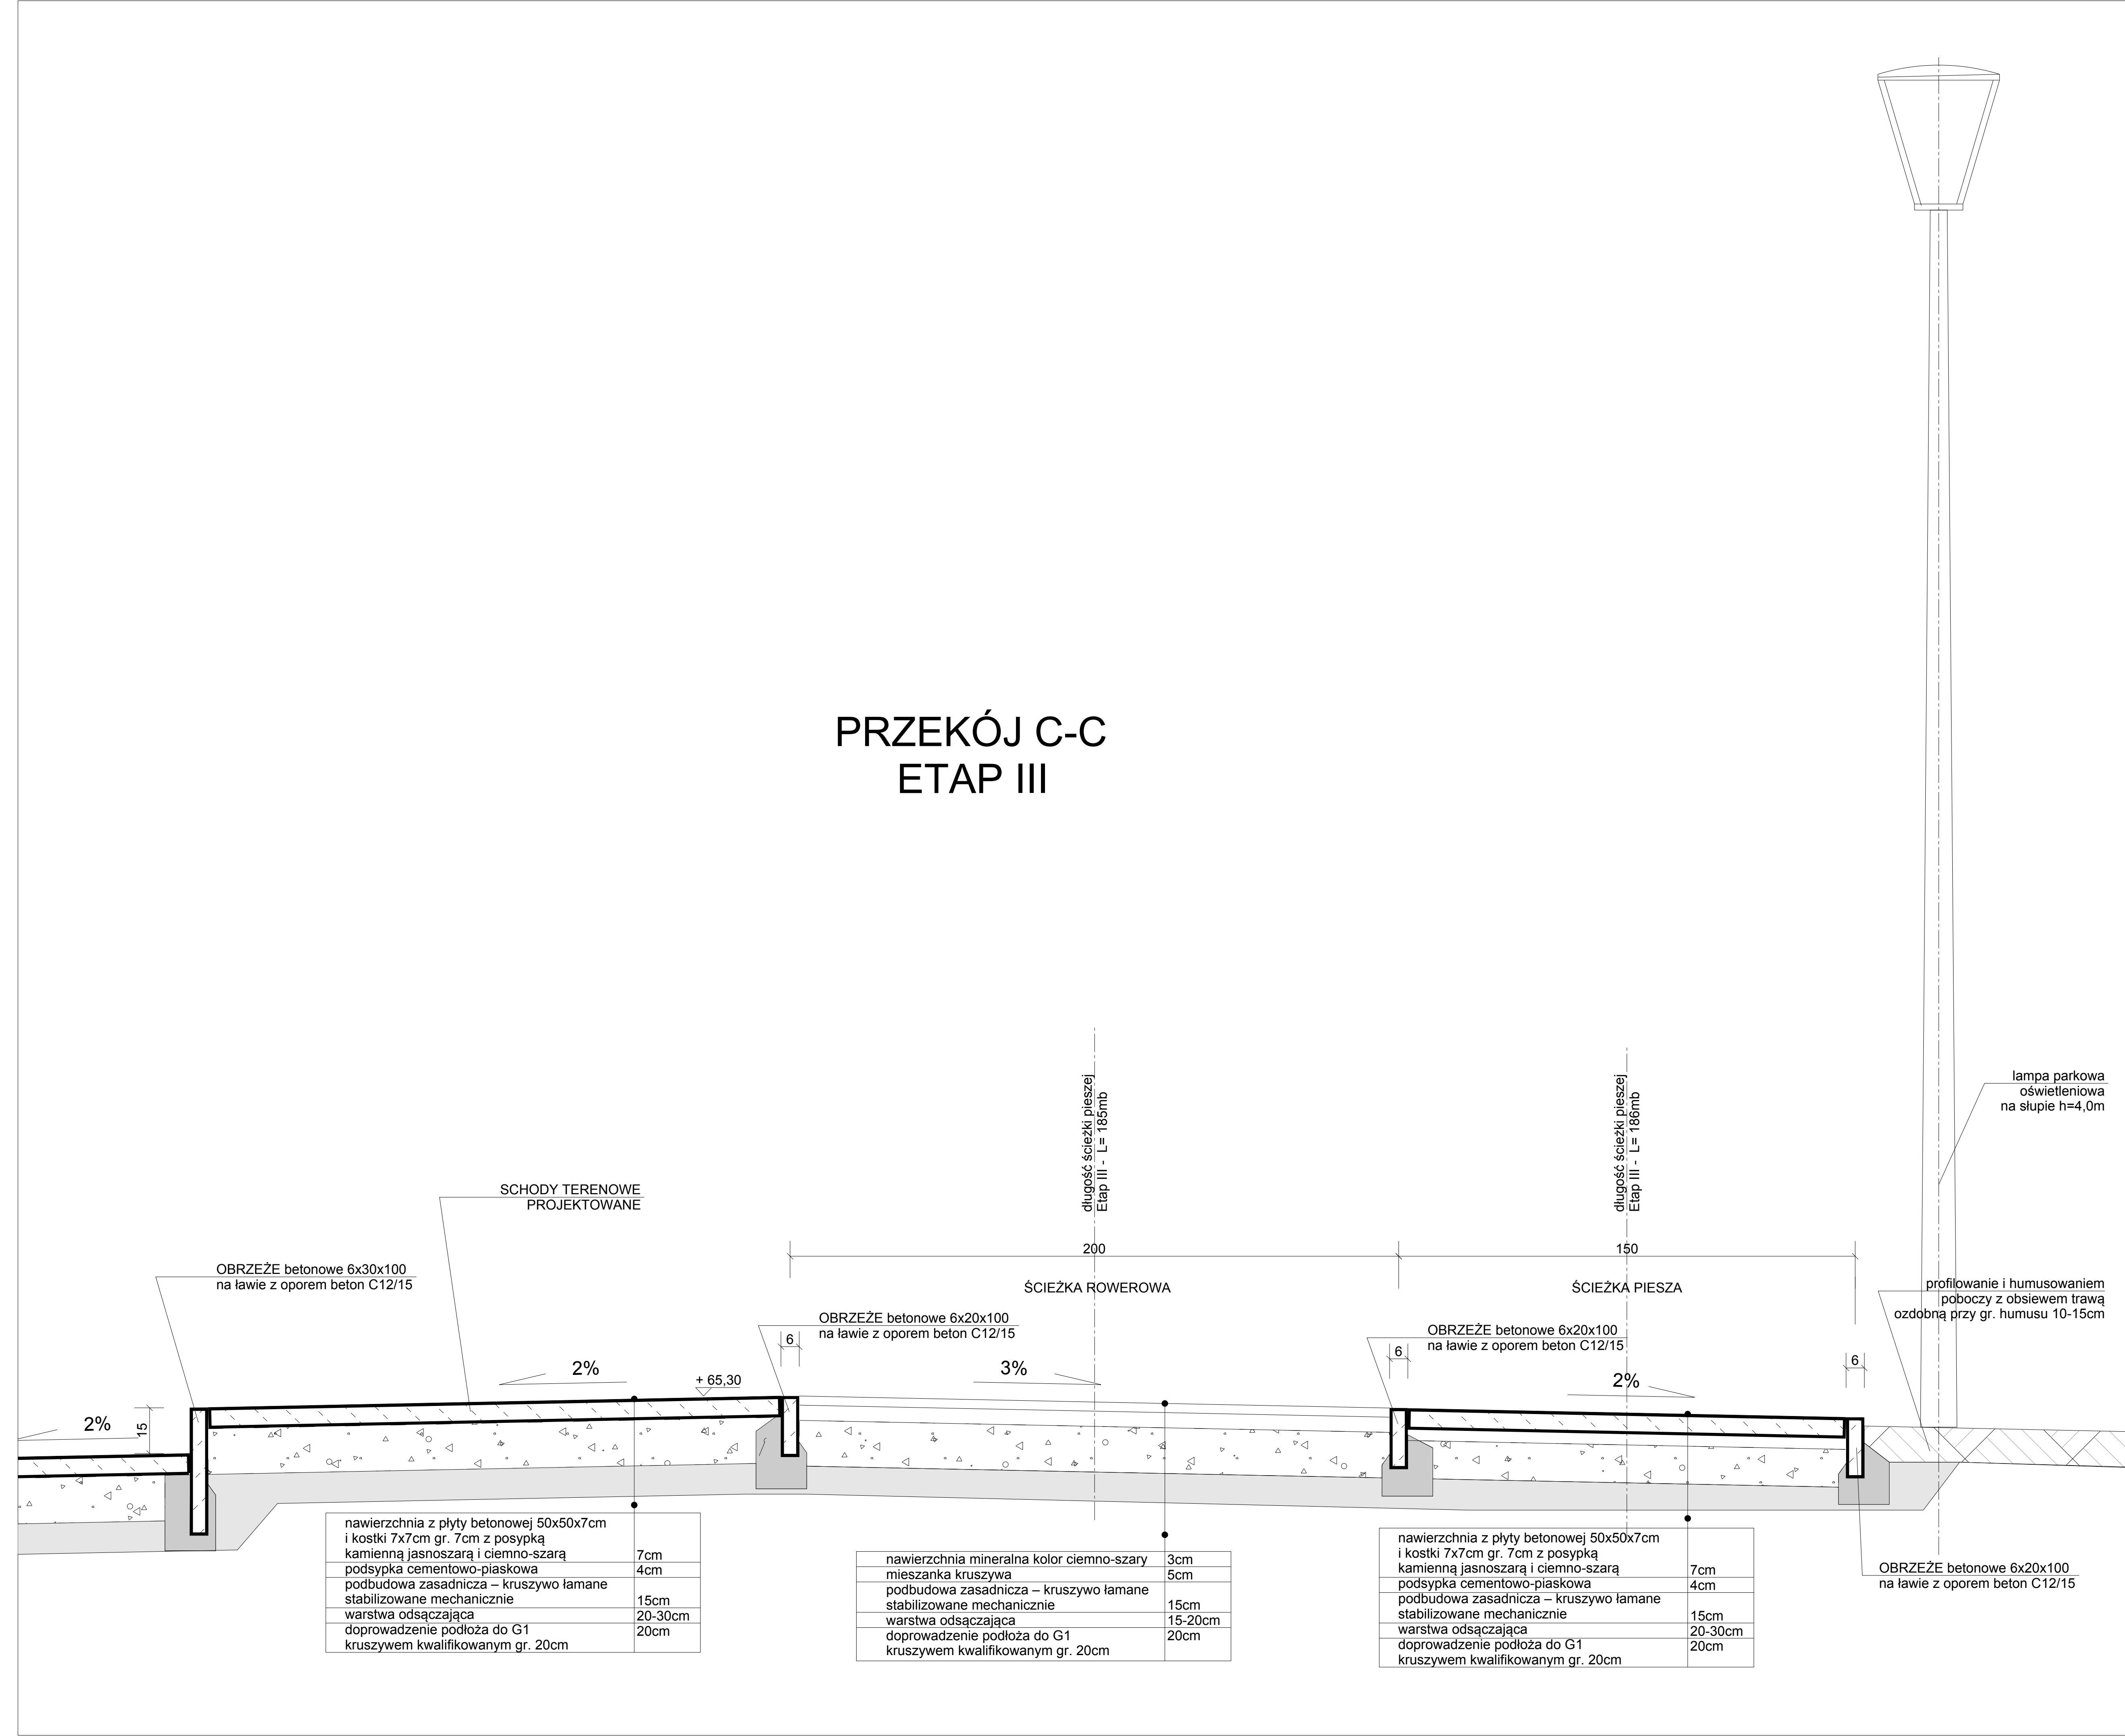 PRZEKÓJ C-C
ETAP III
długość ścieżki pieszej
Etap III - L= 185mb
długość ścieżki pieszej
Etap III - L= 186mb
lampa parkowa
oświetleniowa
na słupie h=4,0m
SCHODY TERENOWE
PROJEKTOWANE
200
150
OBRZEŻE betonowe 6x30x100
na ławie z oporem beton C12/15
ŚCIEŻKA ROWEROWA
ŚCIEŻKA PIESZA
profilowanie i humusowaniem
poboczy z obsiewem trawą
ozdobną przy gr. humusu 10-15cm
OBRZEŻE betonowe 6x20x100
na ławie z oporem beton C12/15
6
OBRZEŻE betonowe 6x20x100
na ławie z oporem beton C12/15
6
6
2%
3%
2%
+ 65,30
2%
15
nawierzchnia z płyty betonowej 50x50x7cm
i kostki 7x7cm gr. 7cm z posypką
kamienną jasnoszarą i ciemno-szarą 7cm
podsypka cementowo-piaskowa 4cm
podbudowa zasadnicza – kruszywo łamane
stabilizowane mechanicznie 15cm
warstwa odsączająca 20-30cm
doprowadzenie podłoża do G1 20cm
kruszywem kwalifikowanym gr. 20cm
nawierzchnia mineralna kolor ciemno-szary 3cm
mieszanka kruszywa 5cm
podbudowa zasadnicza – kruszywo łamane
stabilizowane mechanicznie 15cm
warstwa odsączająca 15-20cm
doprowadzenie podłoża do G1 20cm
kruszywem kwalifikowanym gr. 20cm
nawierzchnia z płyty betonowej 50x50x7cm
i kostki 7x7cm gr. 7cm z posypką
kamienną jasnoszarą i ciemno-szarą 7cm
podsypka cementowo-piaskowa 4cm
podbudowa zasadnicza – kruszywo łamane
stabilizowane mechanicznie 15cm
warstwa odsączająca 20-30cm
doprowadzenie podłoża do G1 20cm
kruszywem kwalifikowanym gr. 20cm
OBRZEŻE betonowe 6x20x100
na ławie z oporem beton C12/15